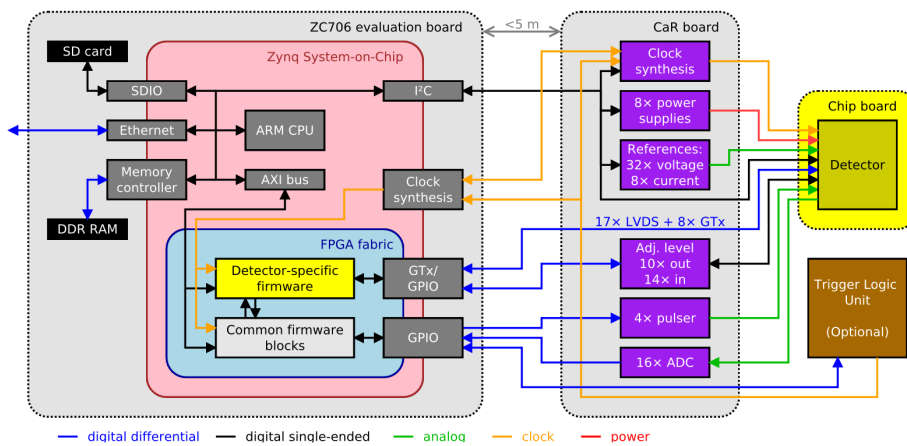 ZC706 evaluation board
<5 m
CaR board
SD card
Zynq System-on-Chip
Clock
synthesis
SDIO
I²C
8× power
supplies
Chip board
Ethernet
ARM CPU
References:
32× voltage
8× current
Detector
Memory
controller
AXI bus
Clock
synthesis
DDR RAM
17× LVDS + 8× GTx
FPGA fabric
Detector-specific
firmware
GTx/
GPIO
Adj. level
10× out
14× in
Trigger Logic
Unit
(Optional)
Common firmware
blocks
GPIO
4× pulser
16× ADC
digital differential
digital single-ended
analog
clock
power